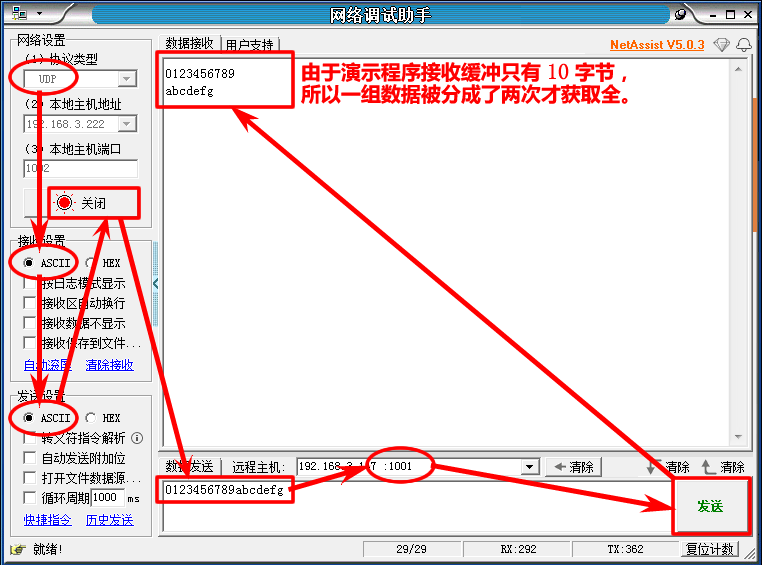 网络调试助手
网络设置
(1) 协议类型
UDP
(2) 本地主机地址
192.168.3.222
(3) 本地主机端口
1002
关闭
接收设置
ASCII HEX
按日志模式显示
接收区自动换行
接收数据不显示
接收保存到文件...
自动滚屏 清除接收
发送设置
ASCII HEX
转义符指令解析
自动发送附加位
打开文件数据源...
循环周期 1000 ms
快捷指令 历史发送
数据接收 用户支持
NetAssist V5.0.3
0123456789
abcdefg
由于演示程序接收缓冲只有 10 字节，
所以一组数据被分成了两次才获取全。
数据发送 远程主机: :1001 清除 清除 清除
0123456789abcdefg
发送
就绪! 29/29 RX:292 TX:362 复位计数